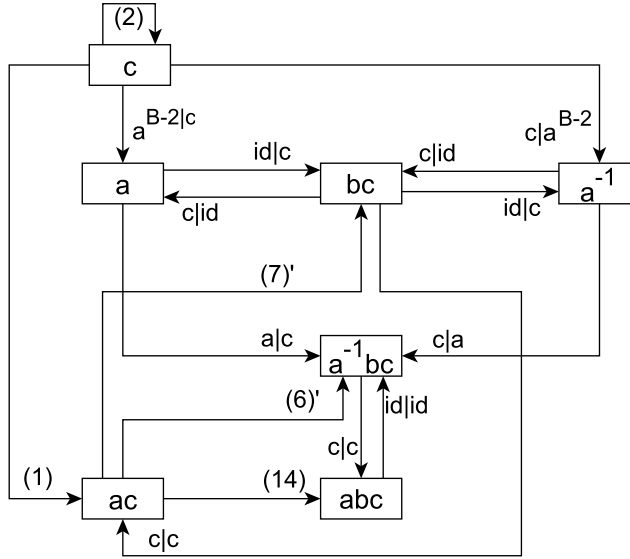 (2)
c
a^{B-2|c}
c|a^{B-2}
id|c
c|id
a
bc
a^{-1}
c|id
id|c
(7)'
a|c
c|a
a^{-1}bc
(6)'
id|id
c|c
(1)
(14)
ac
abc
c|c